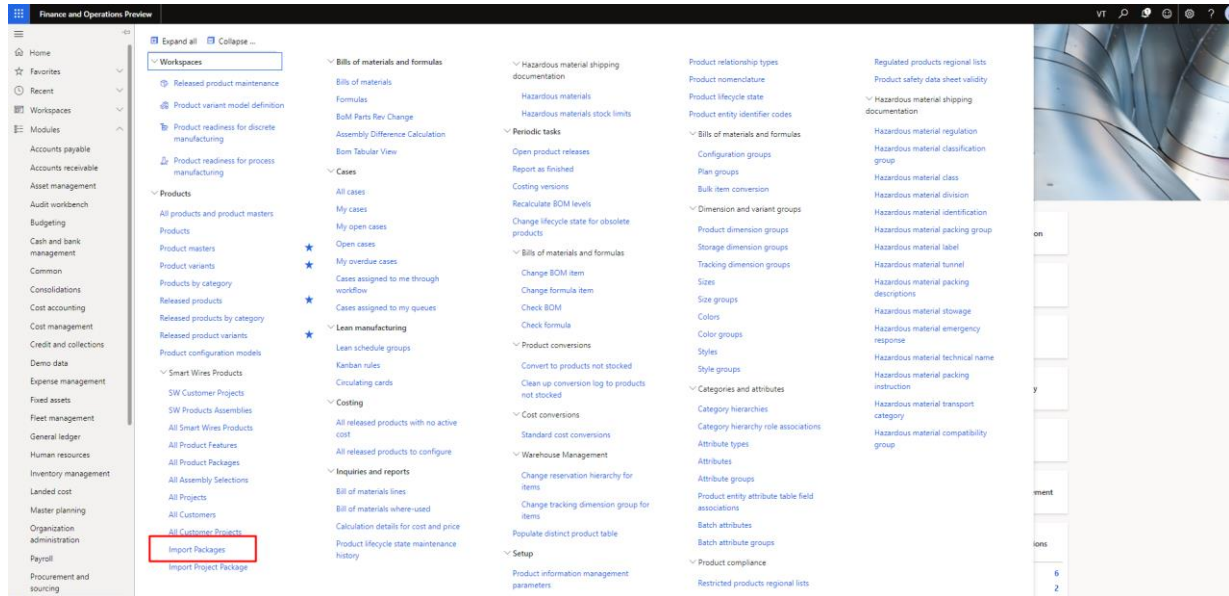 Finance and Operations Preview
VT
?
Home
Favorites
Recent
Workspaces
Modules
Accounts payable
Accounts receivable
Asset management
Audit workbench
Budgeting
Cash and bank
management
Common
Consolidations
Cost accounting
Cost management
Credit and collections
Demo data
Expense management
Fixed assets
Fleet management
General ledger
Human resources
Inventory management
Landed cost
Master planning
Organization
administration
Payroll
Procurement and
sourcing
Expand all
Collapse ...
Workspaces
Released product maintenance
Product variant model definition
Product readiness for discrete
manufacturing
Product readiness for process
manufacturing
Products
All products and product masters
Products
Product masters
Product variants
Products by category
Released products
Released products by category
Released product variants
Product configuration models
Smart Wires Products
SW Customer Projects
SW Products Assemblies
All Smart Wires Products
All Product Features
All Product Packages
All Assembly Selections
All Projects
All Customers
All Customer Projects
Import Packages
Import Project Package
Bills of materials and formulas
Bills of materials
Formulas
BoM Parts Rev Change
Assembly Difference Calculation
Bom Tabular View
Cases
All cases
My cases
My open cases
Open cases
My overdue cases
Cases assigned to me through
workflow
Cases assigned to my queues
Lean manufacturing
Lean schedule groups
Kanban rules
Circulating cards
Costing
All released products with no active
cost
All released products to configure
Inquiries and reports
Bill of materials lines
Bill of materials where-used
Calculation details for cost and price
Product lifecycle state maintenance
history
Hazardous material shipping
documentation
Hazardous materials
Hazardous materials stock limits
Periodic tasks
Open product releases
Report as finished
Costing versions
Recalculate BOM levels
Change lifecycle state for obsolete
products
Bills of materials and formulas
Change BOM item
Change formula item
Check BOM
Check formula
Product conversions
Convert to products not stocked
Clean up conversion log to products
not stocked
Cost conversions
Standard cost conversions
Warehouse Management
Change reservation hierarchy for
items
Change tracking dimension group for
items
Populate distinct product table
Setup
Product information management
parameters
Product relationship types
Product nomenclature
Product lifecycle state
Product entity identifier codes
Bills of materials and formulas
Configuration groups
Plan groups
Bulk item conversion
Dimension and variant groups
Product dimension groups
Storage dimension groups
Tracking dimension groups
Sizes
Size groups
Colors
Color groups
Styles
Style groups
Categories and attributes
Category hierarchies
Category hierarchy role associations
Attribute types
Attributes
Attribute groups
Product entity attribute table field
associations
Batch attributes
Batch attribute groups
Product compliance
Restricted products regional lists
Regulated products regional lists
Product safety data sheet validity
Hazardous material shipping
documentation
Hazardous material regulation
Hazardous material classification
group
Hazardous material class
Hazardous material division
Hazardous material identification
Hazardous material packing group
Hazardous material label
Hazardous material tunnel
Hazardous material packing
descriptions
Hazardous material stowage
Hazardous material emergency
response
Hazardous material technical name
Hazardous material packing
instruction
Hazardous material transport
category
Hazardous material compatibility
group
on
y
ment
ions
6
2